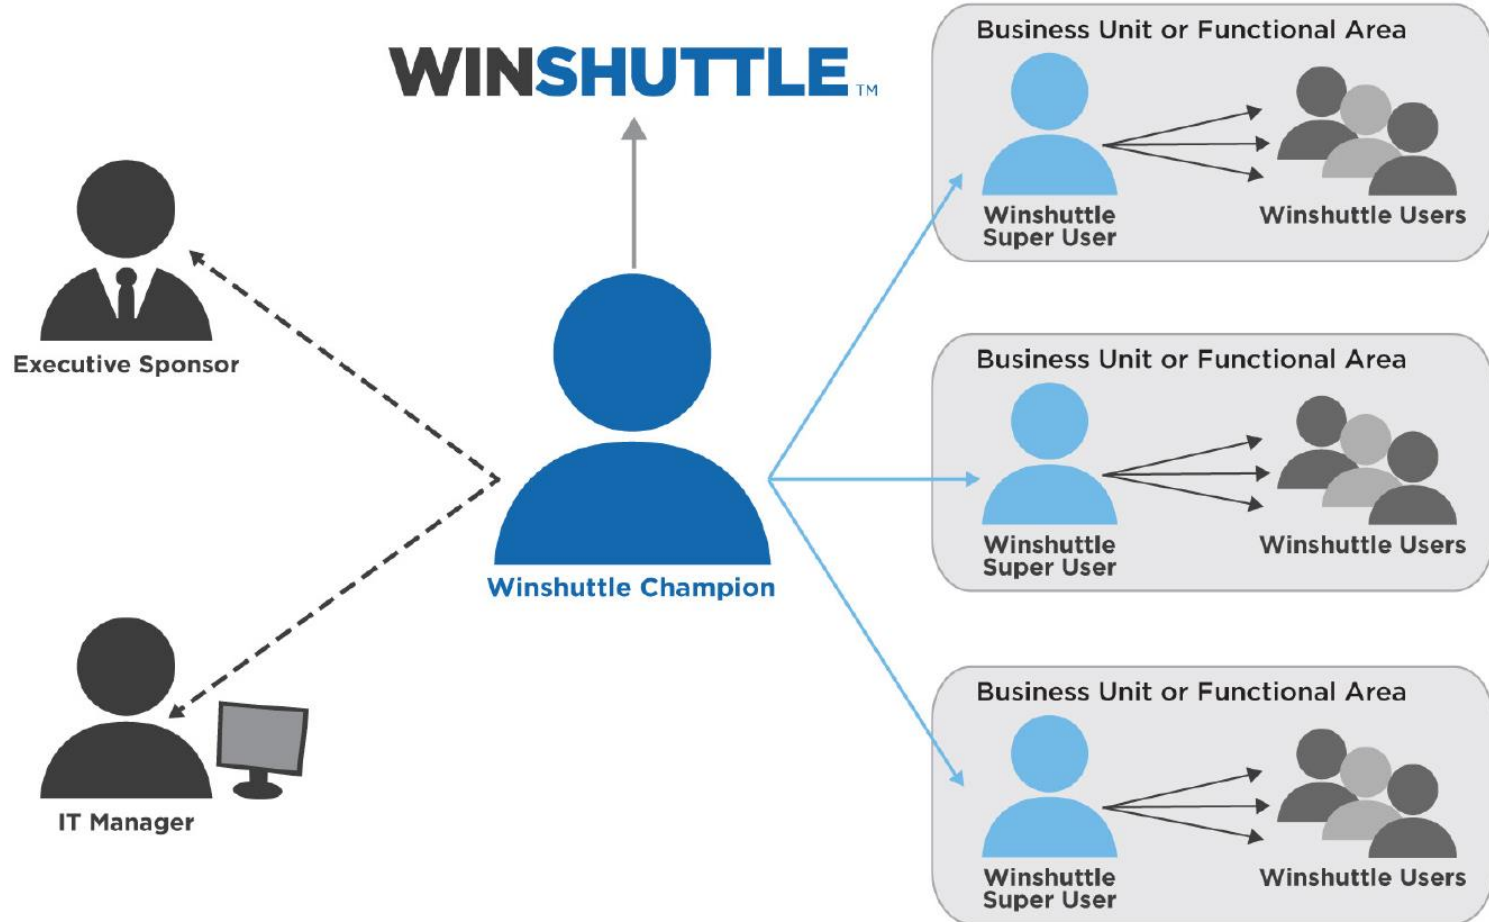 WINSHUTTLE™
Executive Sponsor
IT Manager
Winshuttle Champion
Business Unit or Functional Area
Winshuttle
Super User
Winshuttle Users
Business Unit or Functional Area
Winshuttle
Super User
Winshuttle Users
Business Unit or Functional Area
Winshuttle
Super User
Winshuttle Users